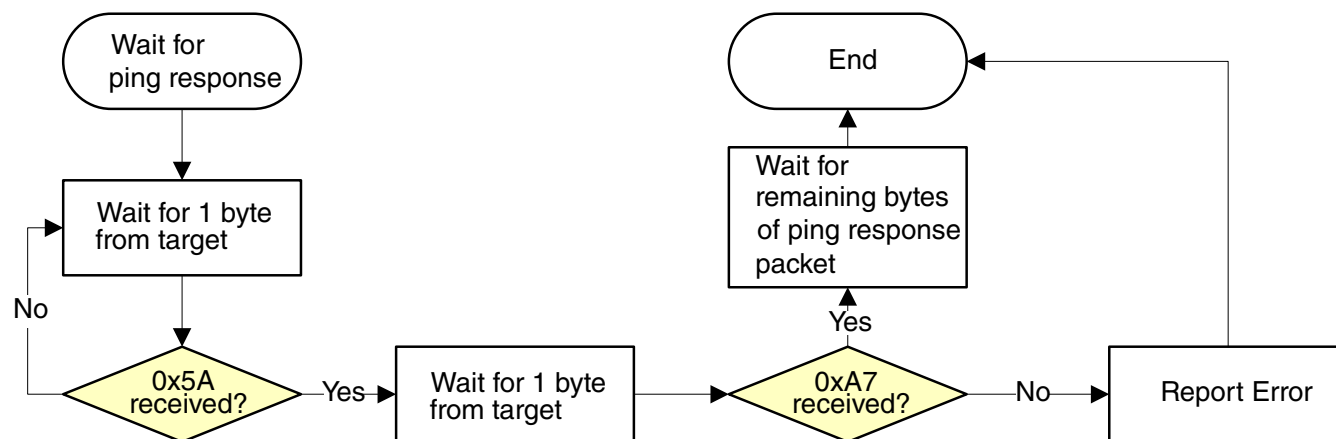 Wait for
ping response
Wait for 1 byte
from target
No
0x5A
received?
Yes
Wait for 1 byte
from target
0xA7
received?
Yes
Wait for
remaining bytes
of ping response
packet
End
No
Report Error